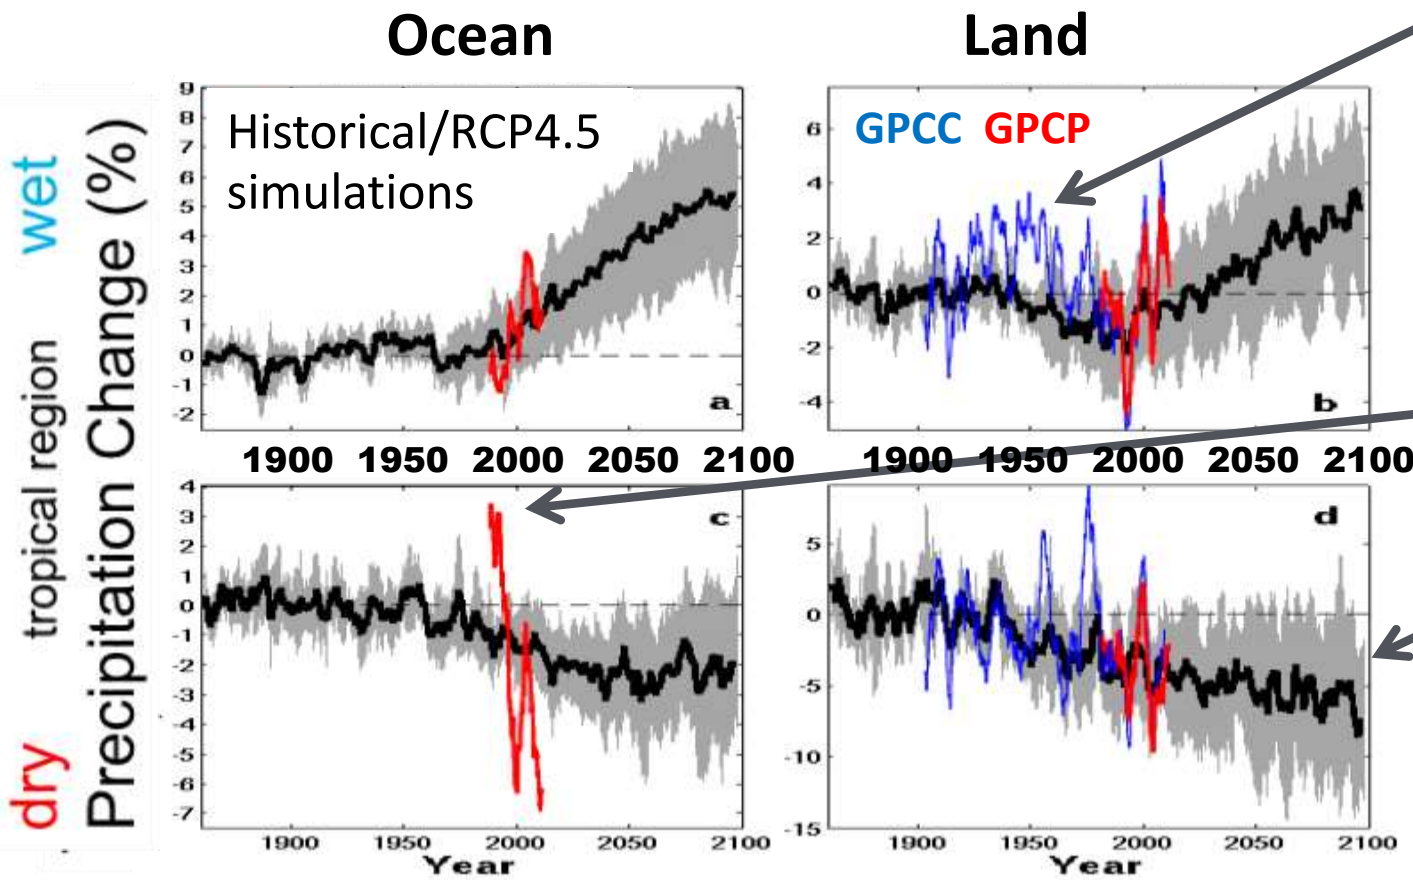 Ocean
Land
wet
tropical region
dry
Precipitation Change (%)
Historical/RCP4.5
simulations
9
8
7
6
5
4
3
2
1
0
-1
-2
a
GPCC GPCP
6
4
2
0
-2
-4
b
1900 1950 2000 2050 2100
1900 1950 2000 2050 2100
4
3
2
1
0
-1
-2
-3
-4
-5
-6
-7
c
1900 1950 2000 2050 2100
Year
5
0
-5
-10
-15
d
1900 1950 2000 2050 2100
Year